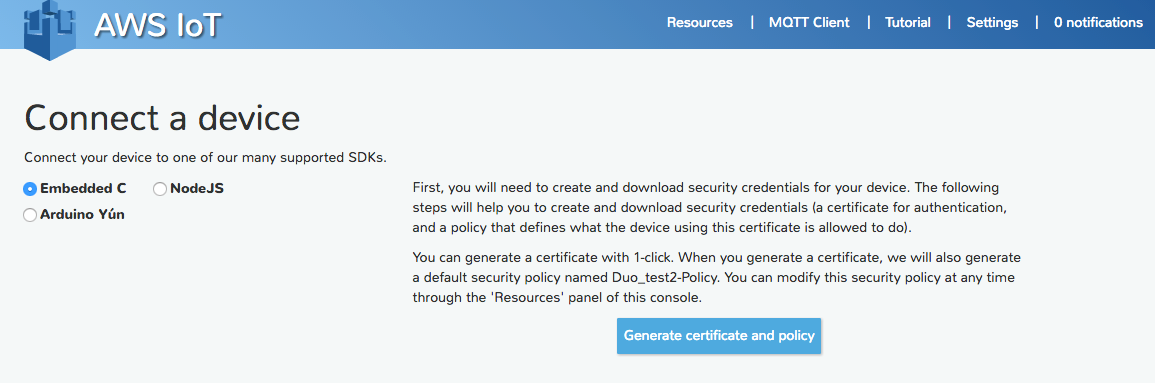 AWS IoT
Resources | MQTT Client | Tutorial | Settings | 0 notifications
Connect a device
Connect your device to one of our many supported SDKs.
Embedded C NodeJS
Arduino Yún
First, you will need to create and download security credentials for your device. The following
steps will help you to create and download security credentials (a certificate for authentication,
and a policy that defines what the device using this certificate is allowed to do).
You can generate a certificate with 1-click. When you generate a certificate, we will also generate
a default security policy named Duo_test2-Policy. You can modify this security policy at any time
through the 'Resources' panel of this console.
Generate certificate and policy